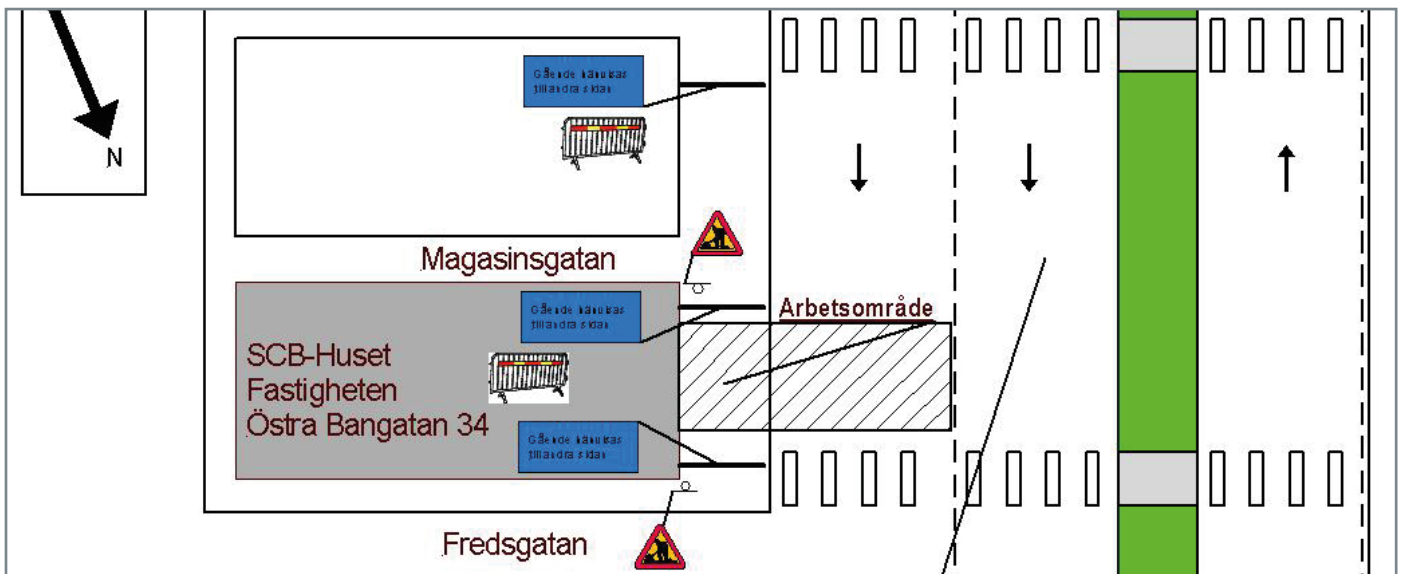 N
Gående hänvisas
till andra sidan
Magasinsgatan
Gående hänvisas
till andra sidan
Arbetsområde
SCB-Huset
Fastigheten
Östra Bangatan 34
Gående hänvisas
till andra sidan
Fredsgatan